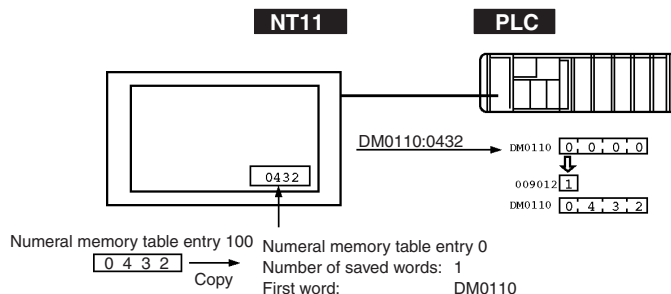 NT11 PLC
DM0110:0432
DM0110 0 0 0 0
0432
009012 1
DM0110 0 4 3 2
Numeral memory table entry 100
0 4 3 2
Copy
Numeral memory table entry 0
Number of saved words: 1
First word: DM0110